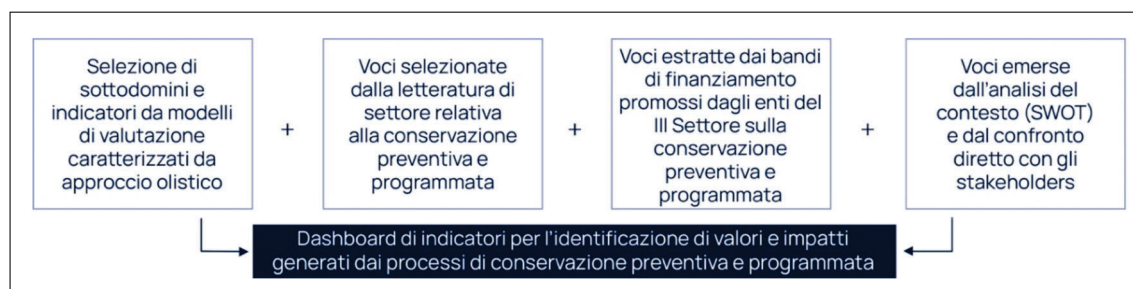 Selezione di
sottodomini e
indicatori da modelli
di valutazione
caratterizzati da
approccio olistico
+
Voci selezionate
dalla letteratura di
settore relativa
alla conservazione
preventiva e
programmata
+
Voci estratte dai bandi
di finanziamento
promossi dagli enti del
III Settore sulla
conservazione
preventiva e
programmata
+
Voci emerse
dall'analisi del
contesto (SWOT)
e dal confronto
diretto con gli
stakeholders
Dashboard di indicatori per l'identificazione di valori e impatti
generati dai processi di conservazione preventiva e programmata